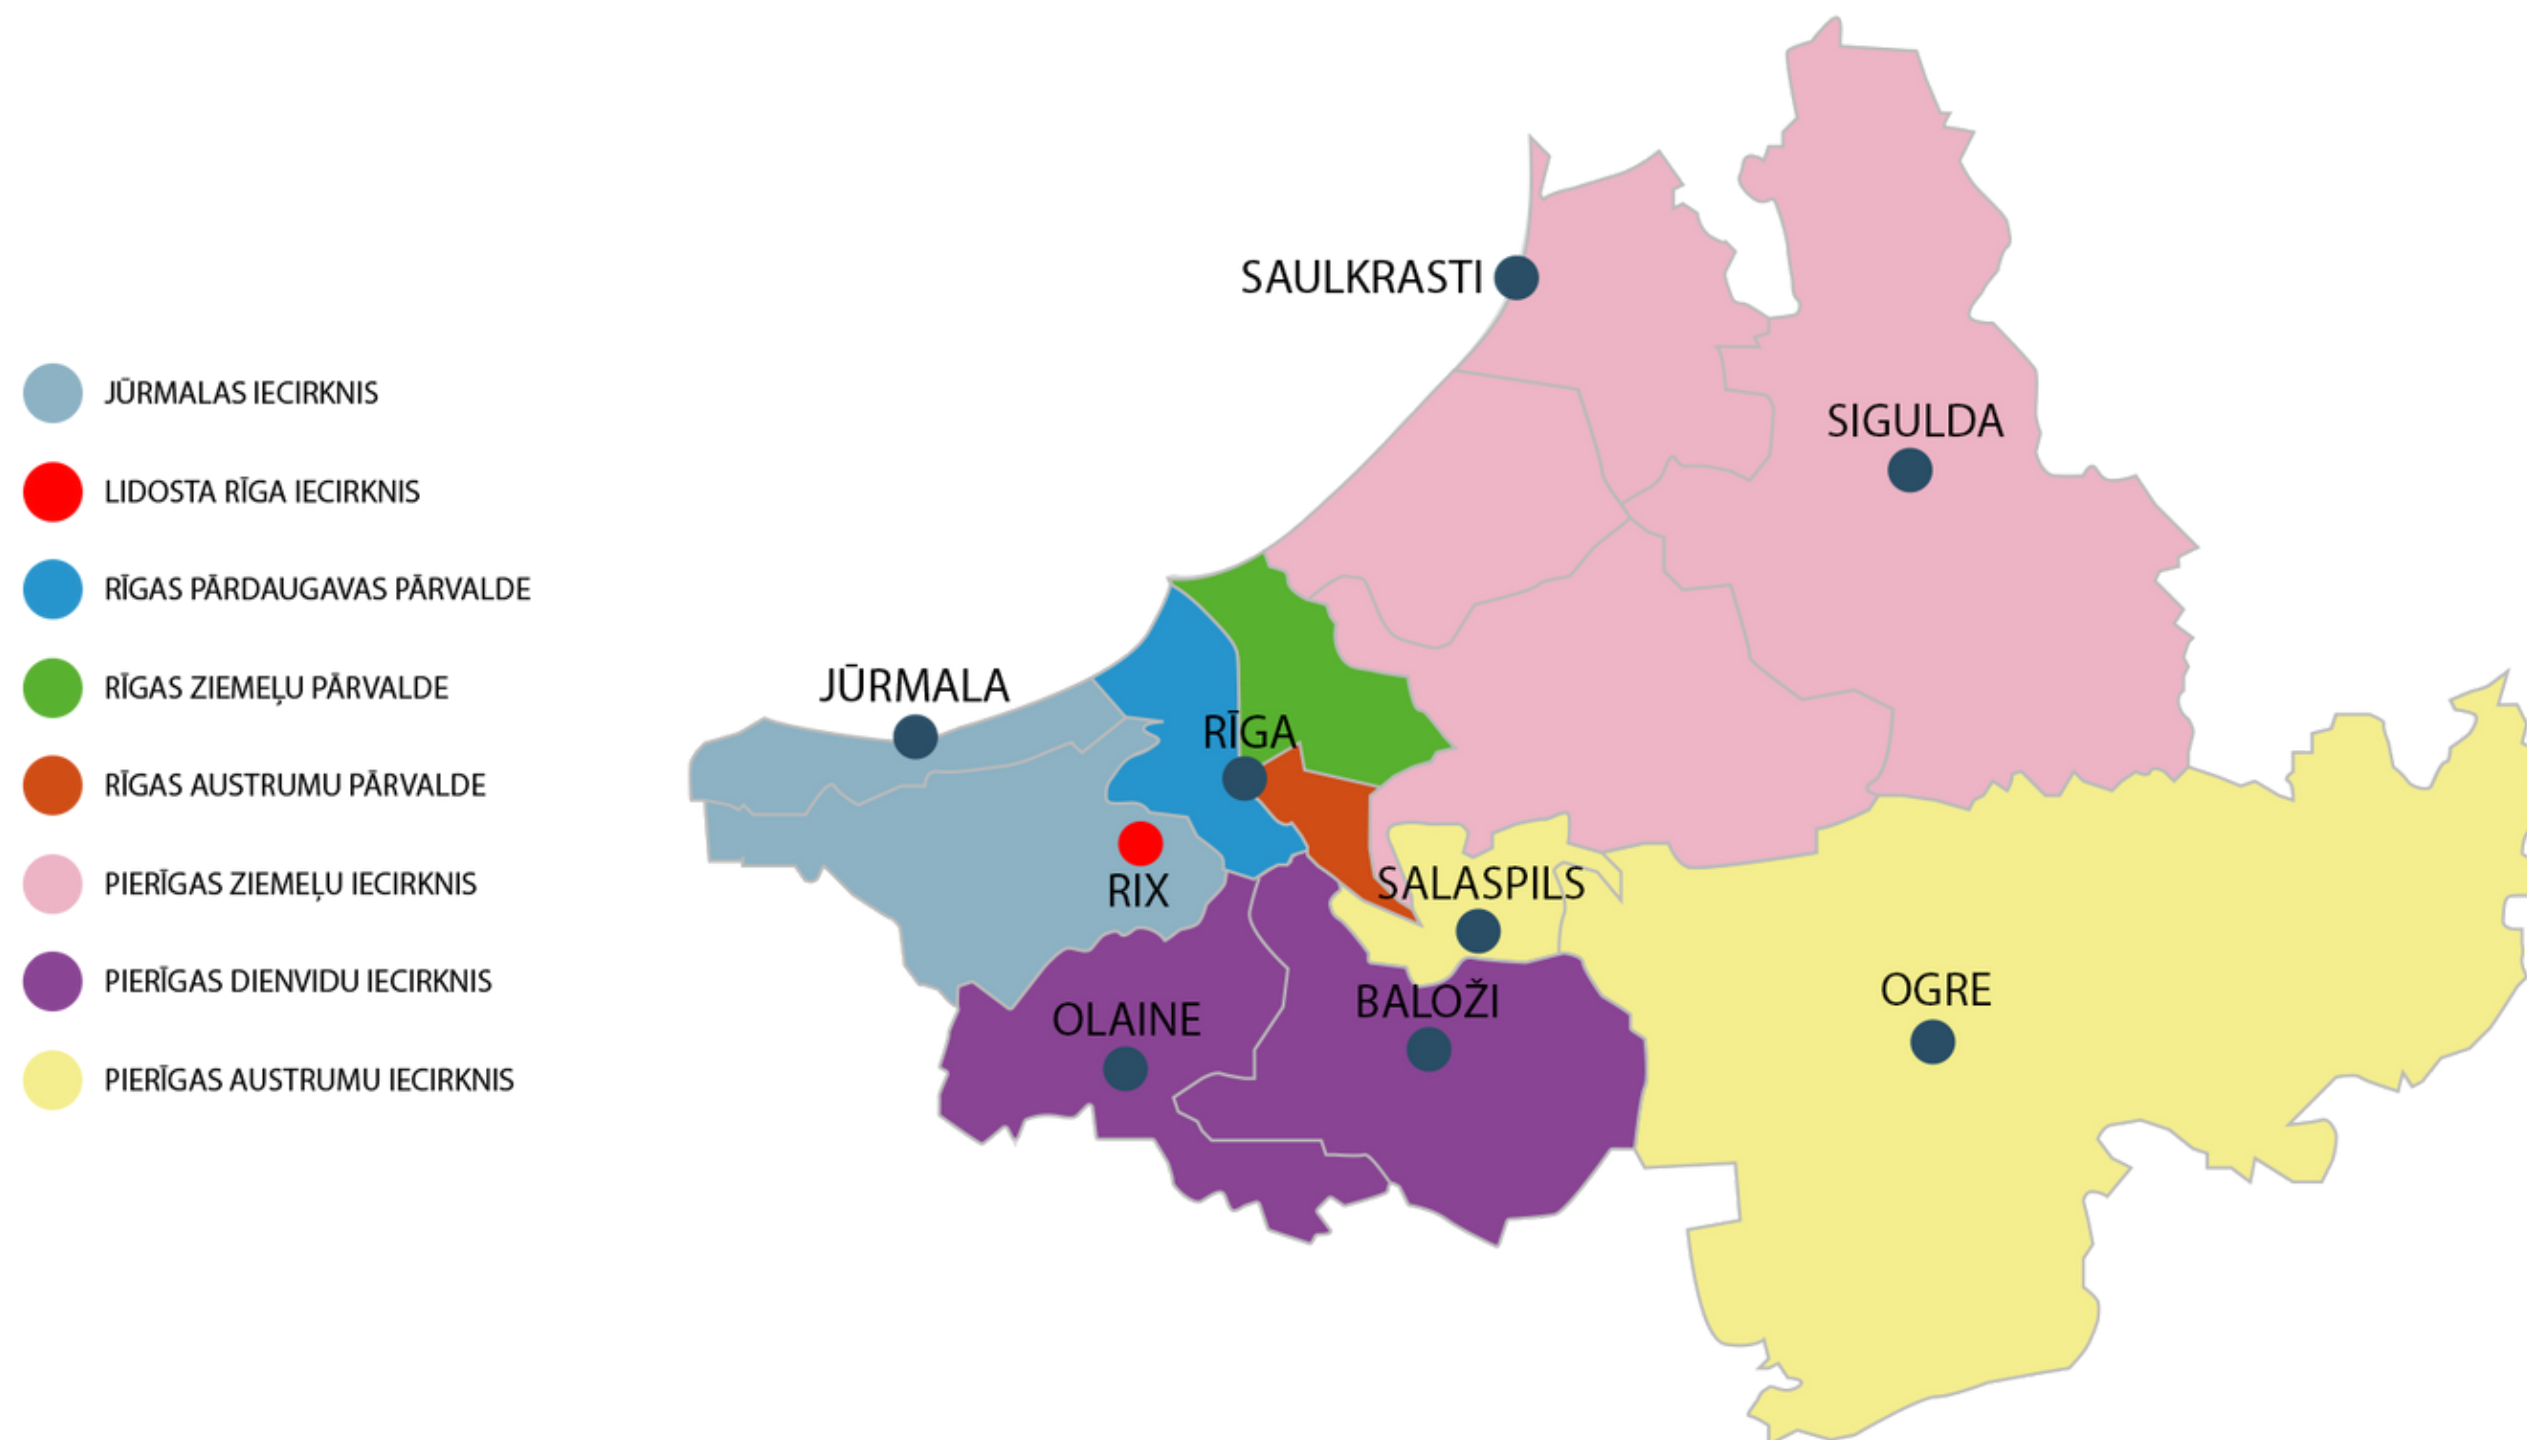 JŪRMALAS IECIRKNIS
LIDOSTA RĪGA IECIRKNIS
RĪGAS PĀRDAUGAVAS PĀRVALDE
RĪGAS ZIEMEĻU PĀRVALDE
RĪGAS AUSTRUMU PĀRVALDE
PIERĪGAS ZIEMEĻU IECIRKNIS
PIERĪGAS DIENVIDU IECIRKNIS
PIERĪGAS AUSTRUMU IECIRKNIS
SAULKRASTI
SIGULDA
JŪRMALA
RĪGA
RIX
SALASPILS
OLAINE
BALOŽI
OGRE